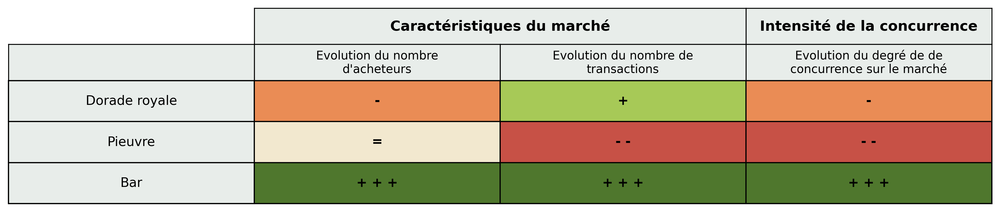 Caractéristiques du marché
Intensité de la concurrence
Evolution du nombre
d'acheteurs
Evolution du nombre de
transactions
Evolution du degré de de
concurrence sur le marché
Dorade royale
-
+
-
Pieuvre
=
- -
- -
Bar
+ + +
+ + +
+ + +